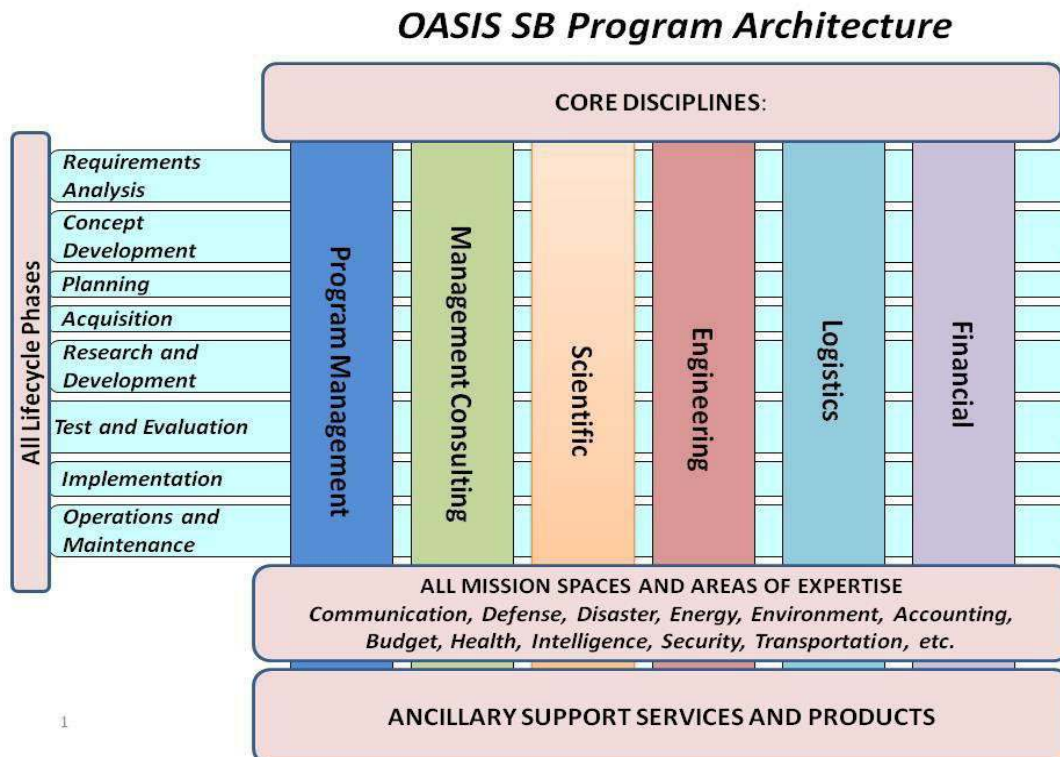 OASIS SB Program Architecture
CORE DISCIPLINES:
All Lifecycle Phases
Requirements
Analysis
Concept
Development
Planning
Acquisition
Research and
Development
Test and Evaluation
Implementation
Operations and
Maintenance
Program Management
Management Consulting
Scientific
Engineering
Logistics
Financial
ALL MISSION SPACES AND AREAS OF EXPERTISE
Communication, Defense, Disaster, Energy, Environment, Accounting,
Budget, Health, Intelligence, Security, Transportation, etc.
ANCILLARY SUPPORT SERVICES AND PRODUCTS
1